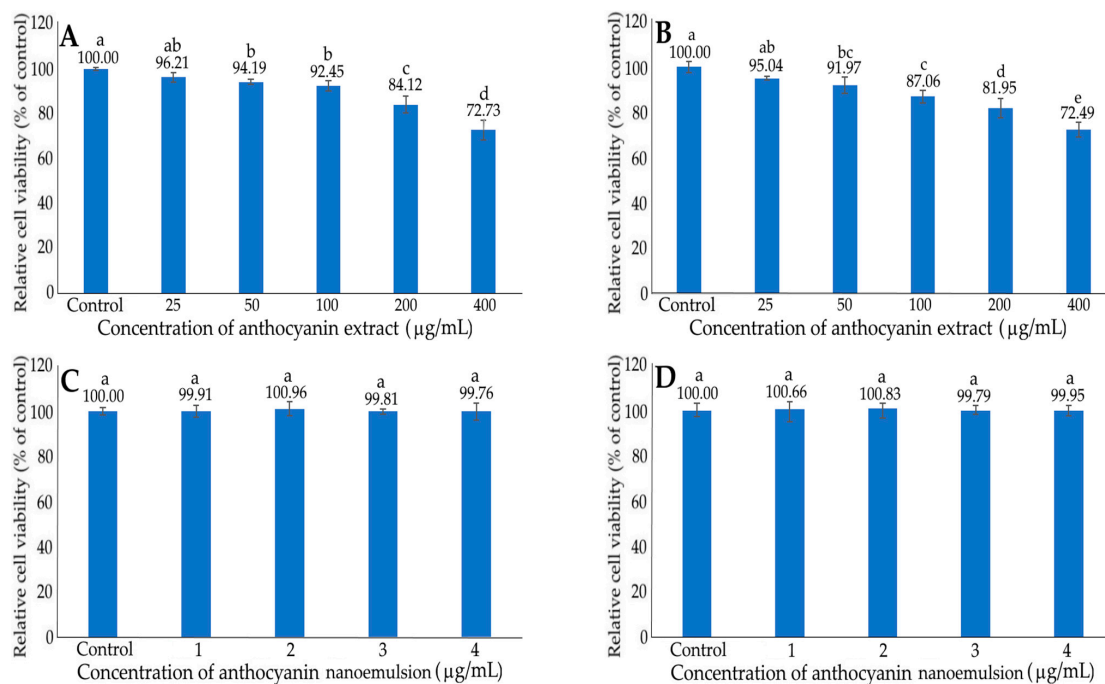 A
Relative cell viability (% of control)
120
100
80
60
40
20
0
a
100.00
ab
96.21
b
94.19
b
92.45
c
84.12
d
72.73
Control 25 50 100 200 400
Concentration of anthocyanin extract (μg/mL)
B
Relative cell viability (% of control)
120
100
80
60
40
20
0
a
100.00
ab
95.04
bc
91.97
c
87.06
d
81.95
e
72.49
Control 25 50 100 200 400
Concentration of anthocyanin extract (μg/mL)
C
Relative cell viability (% of control)
120
100
80
60
40
20
0
a
100.00
a
99.91
a
100.96
a
99.81
a
99.76
Control 1 2 3 4
Concentration of anthocyanin nanoemulsion (μg/mL)
D
Relative cell viability (% of control)
120
100
80
60
40
20
0
a
100.00
a
100.66
a
100.83
a
99.79
a
99.95
Control 1 2 3 4
Concentration of anthocyanin nanoemulsion (μg/mL)